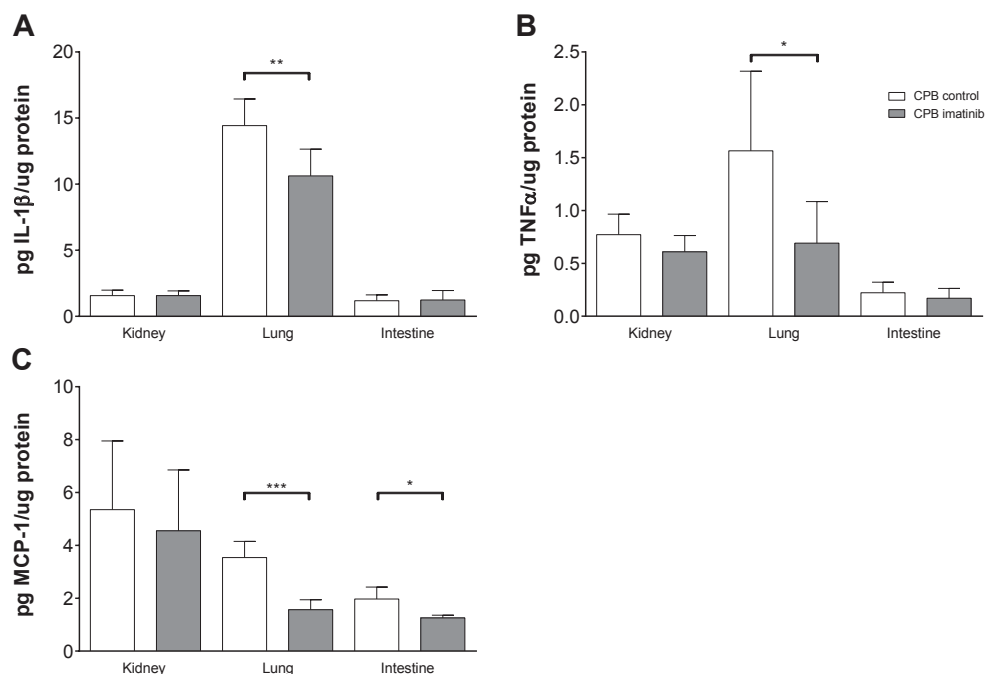 A
pg IL-1β/ug protein
20
15
10
5
0
**
Kidney Lung Intestine
B
pg TNFα/ug protein
2.5
2.0
1.5
1.0
0.5
0.0
*
CPB control
CPB imatinib
Kidney Lung Intestine
C
pg MCP-1/ug protein
10
8
6
4
2
0
***
*
Kidney Lung Intestine